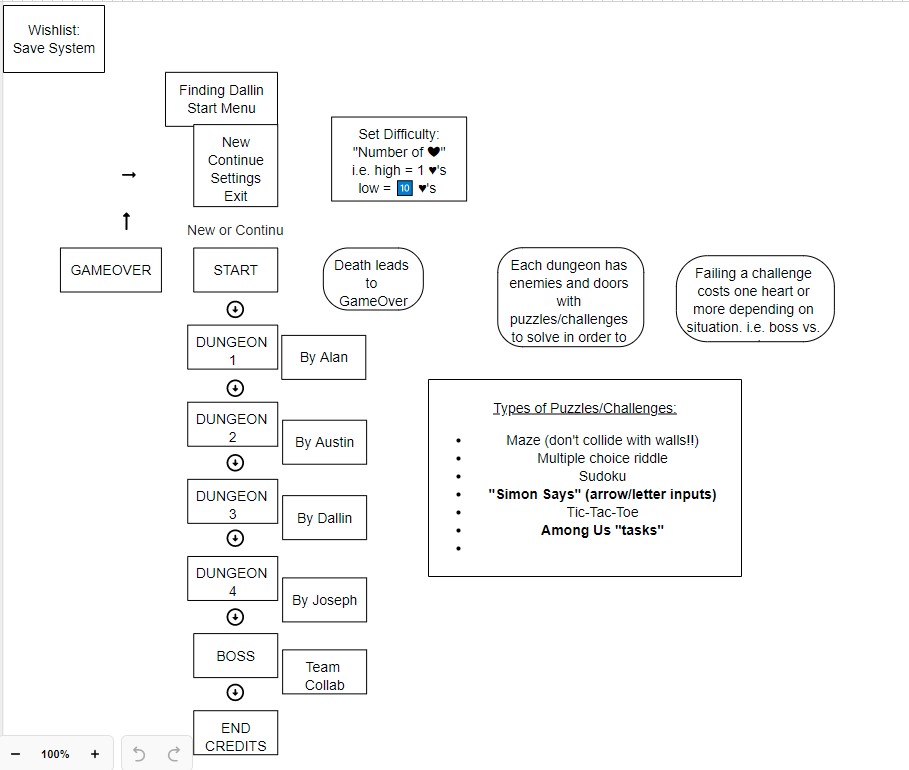 Wishlist:
Save System
Finding Dallin
Start Menu
New
Continue
Settings
Exit
Set Difficulty:
"Number of ♥"
i.e. high = 1 ♥'s
low = 10 ♥'s
→
↑
New or Continu
GAMEOVER
START
Death leads
to
GameOver
Each dungeon has
enemies and doors
with
puzzles/challenges
to solve in order to
Failing a challenge
costs one heart or
more depending on
situation. i.e. boss vs.
DUNGEON
1
By Alan
DUNGEON
2
By Austin
DUNGEON
3
By Dallin
DUNGEON
4
By Joseph
BOSS
Team
Collab
END
CREDITS
Types of Puzzles/Challenges:
• Maze (don't collide with walls!!)
• Multiple choice riddle
• Sudoku
• "Simon Says" (arrow/letter inputs)
• Tic-Tac-Toe
• Among Us "tasks"
•
− 100% +